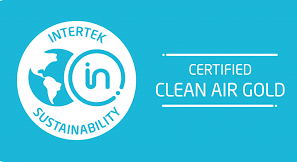 INTERTEK
in
SUSTAINABILITY
CERTIFIED
CLEAN AIR GOLD